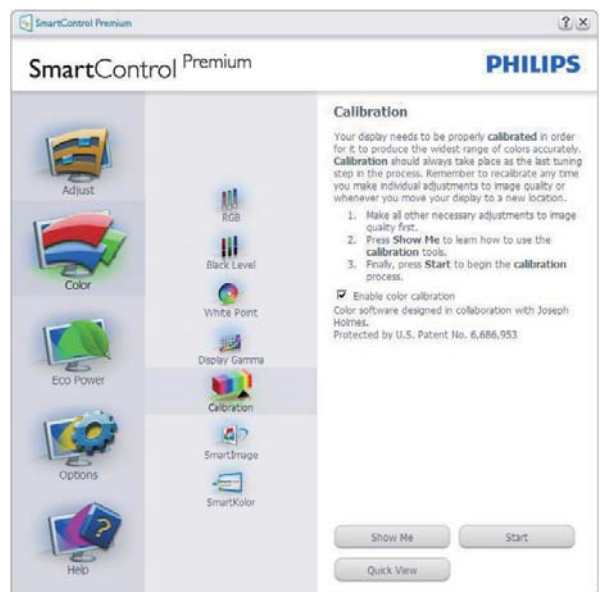 SmartControl Premium
SmartControl Premium
PHILIPS
Adjust
Color
Eco Power
Options
Help
RGB
Black Level
White Point
Display Gamma
Calibration
SmartImage
SmartKolor
Calibration
Your display needs to be properly calibrated in order
for it to produce the widest range of colors accurately.
Calibration should always take place as the last tuning
step in the process. Remember to recalibrate any time
you make individual adjustments to image quality or
whenever you move your display to a new location.
1. Make all other necessary adjustments to image
quality first.
2. Press Show Me to learn how to use the
calibration tools.
3. Finally, press Start to begin the calibration
process.
Enable color calibration
Color software designed in collaboration with Joseph
Holmes.
Protected by U.S. Patent No. 6,686,953
Show Me
Start
Quick View